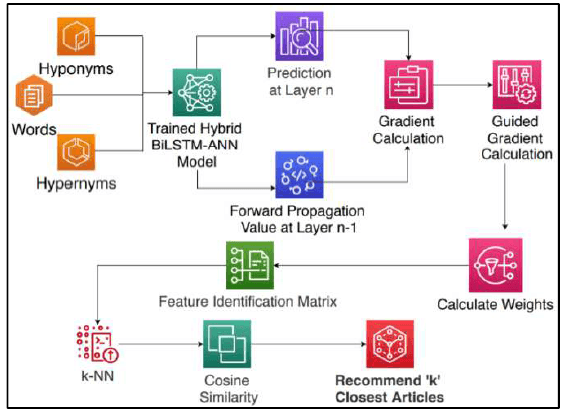 Hyponyms
Words
Hypernyms
Trained Hybrid
BiLSTM-ANN
Model
Prediction
at Layer n
Forward Propagation
Value at Layer n-1
Gradient
Calculation
Guided
Gradient
Calculation
Calculate Weights
Feature Identification Matrix
k-NN
Cosine
Similarity
Recommend 'k'
Closest Articles